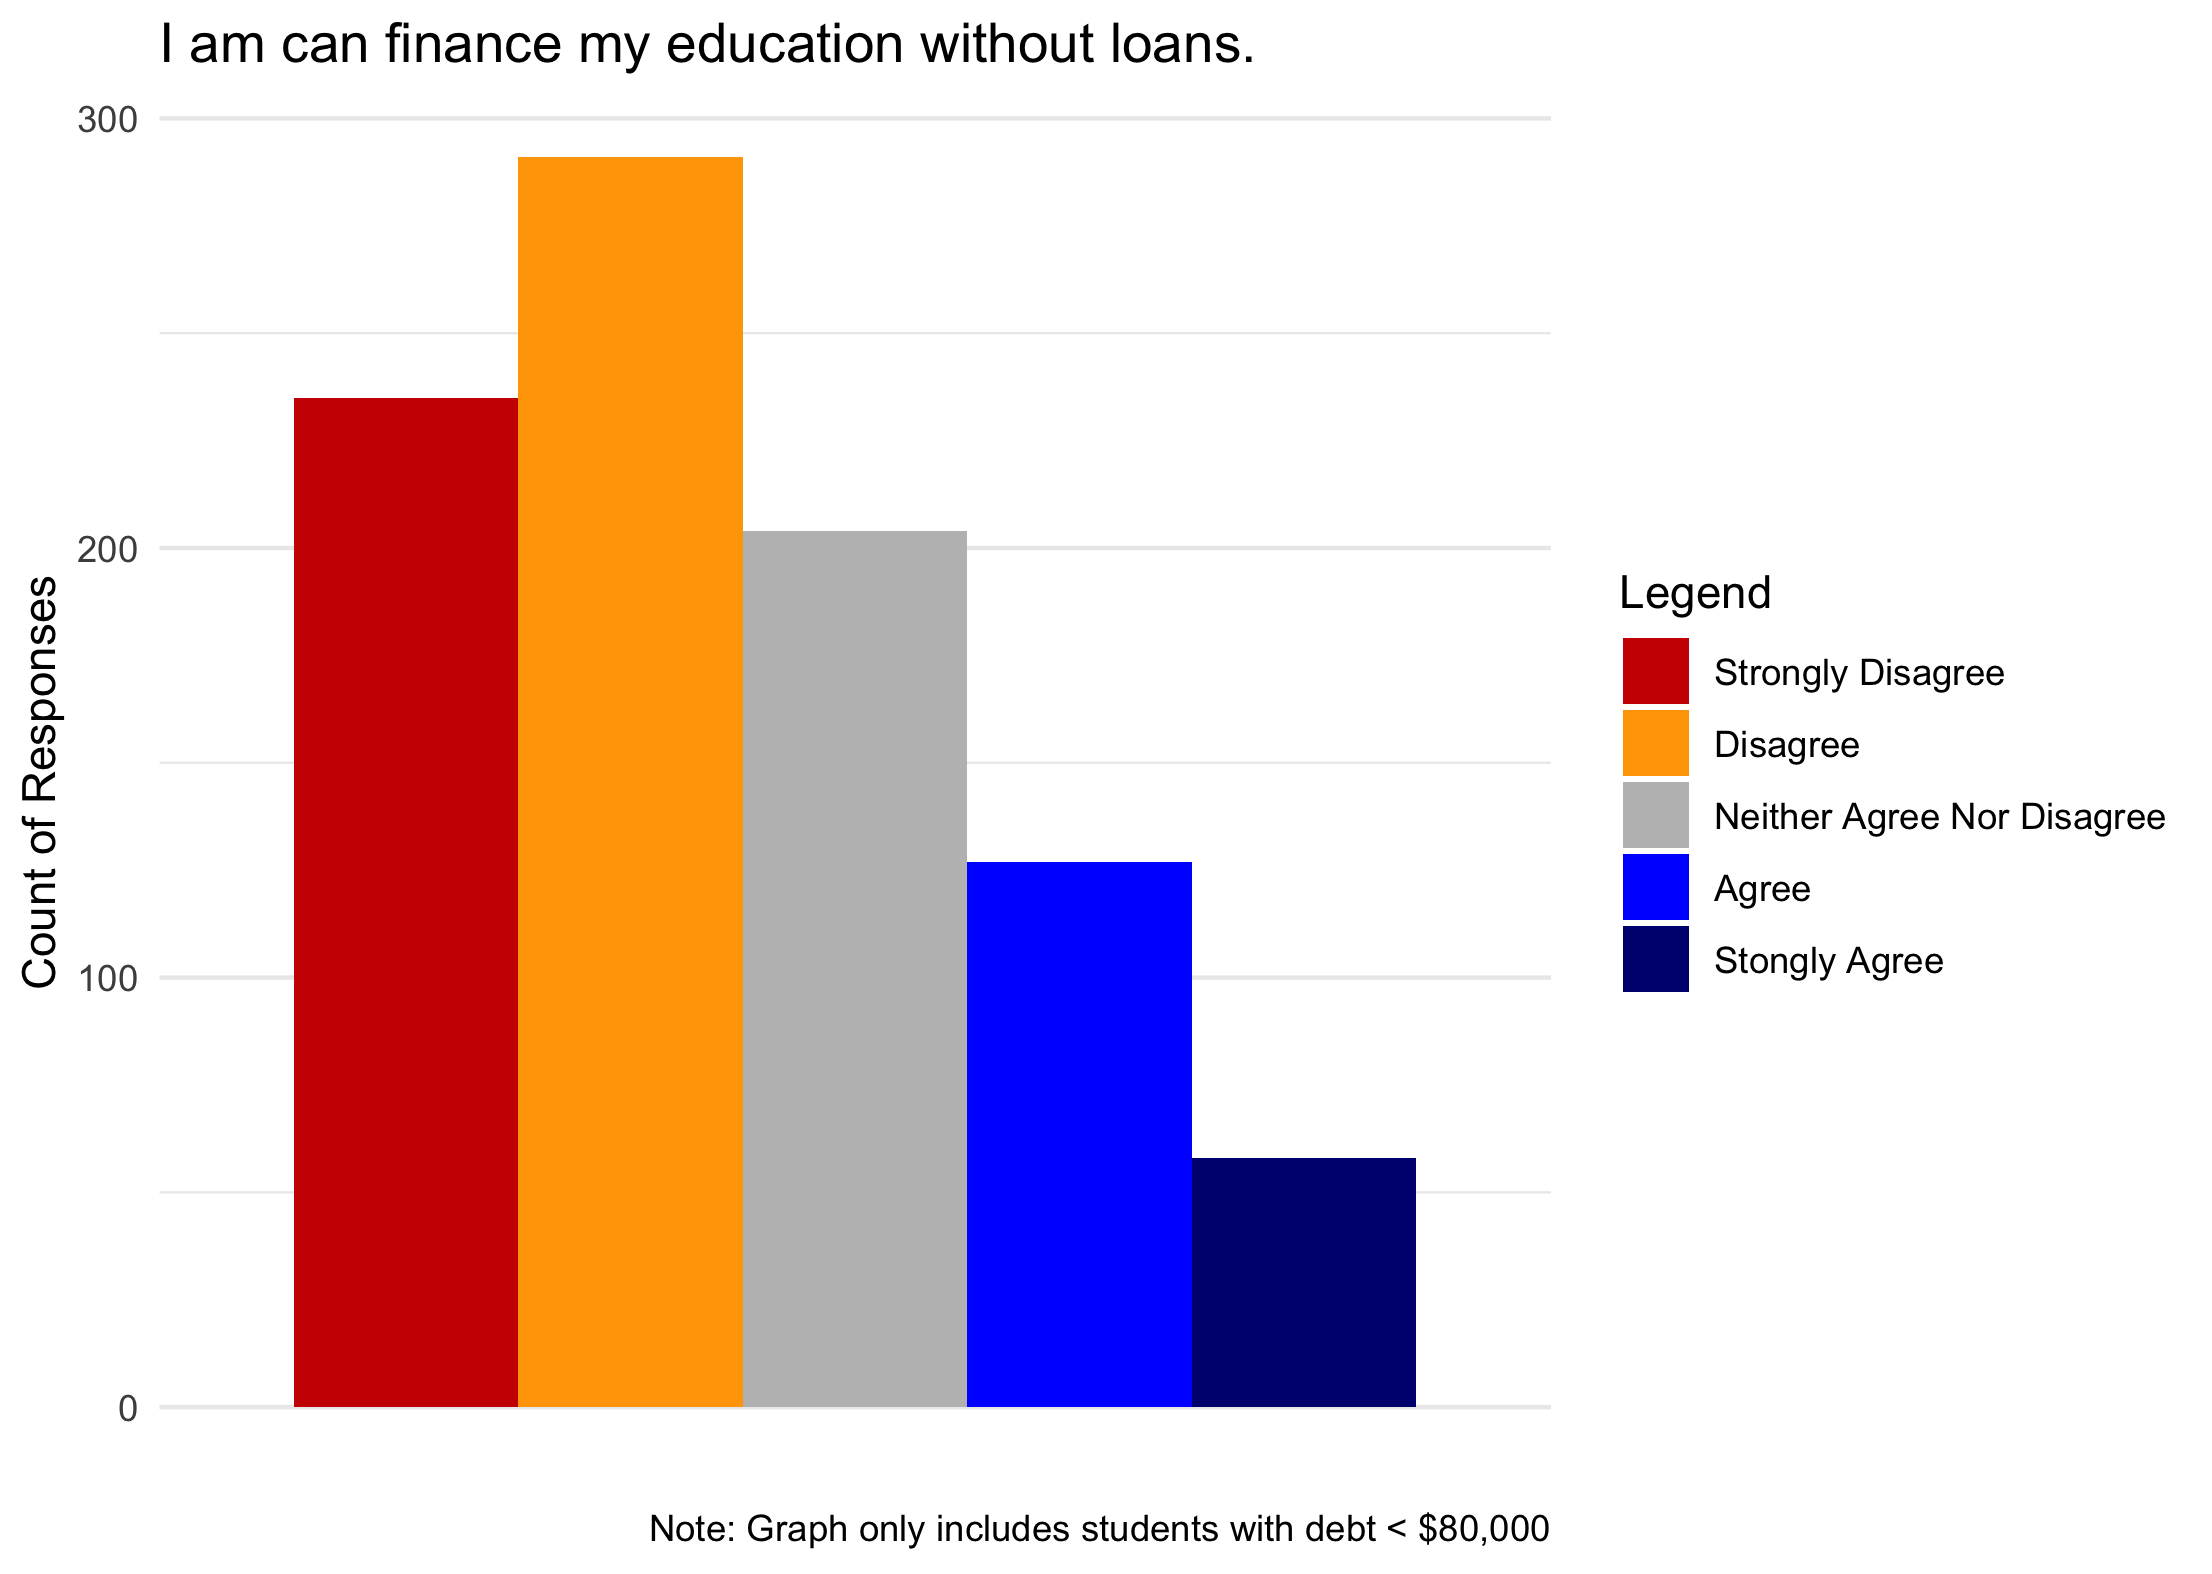 I am can finance my education without loans.
300
200
100
0
Count of Responses
Legend
Strongly Disagree
Disagree
Neither Agree Nor Disagree
Agree
Stongly Agree
Note: Graph only includes students with debt < $80,000